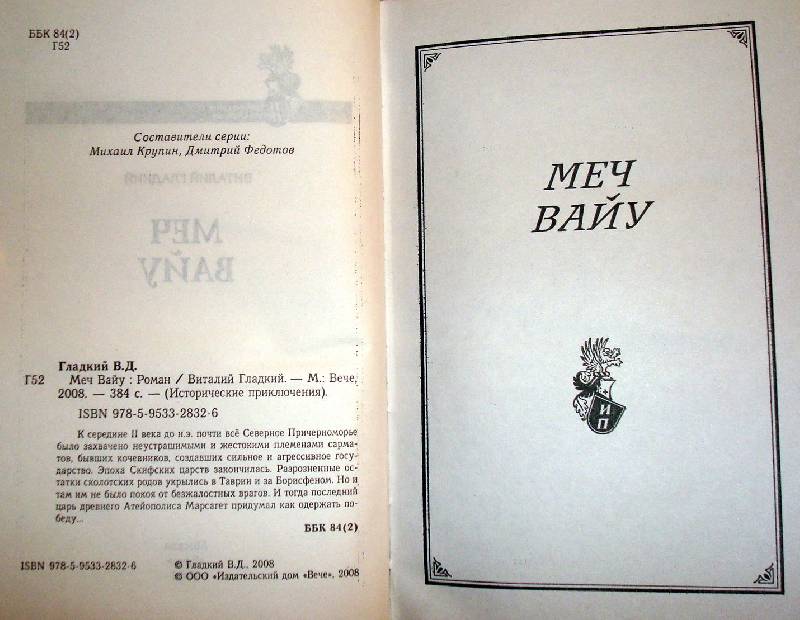 ББК 84(2)
Г52
Составители серии:
Михаил Крупин, Дмитрий Федотов
ВИТАЛИЙ ГЛАДКИЙ
МЕЧ
ВАЙУ
Гладкий В.Д.
Г52 Меч Вайу : Роман / Виталий Гладкий. — М.: Вече,
2008. — 384 с. — (Исторические приключения).
ISBN 978-5-9533-2832-6
К середине II века до н.э. почти всё Северное Причерноморье
было захвачено неустрашимыми и жестокими племенами сарма-
тов, бывших кочевников, создавших сильное и агрессивное госу-
дарство. Эпоха Скифских царств закончилась. Разрозненные ос-
татки сколотских родов укрылись в Таврии и за Борисфеном. Но и
там им не было покоя от безжалостных врагов. И тогда последний
царь древнего Атейополиса Марсагет придумал как одержать по-
беду...
ББК 84(2)
ISBN 978-5-9533-2832-6
© Гладкий В.Д., 2008
© ООО «Издательский дом «Вече», 2008
МЕЧ
ВАЙУ
И
П